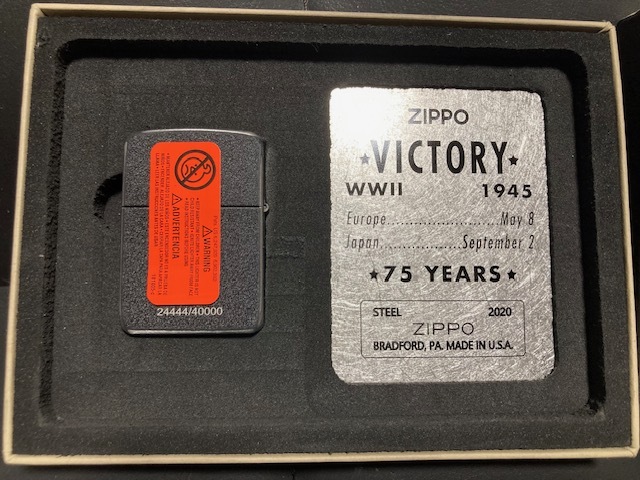 ZIPPO
★VICTORY★
WWII 1945
Europe..........................May 8
Japan...................September 2
★75 YEARS★
STEEL 2020
ZIPPO
BRADFORD, PA. MADE IN U.S.A.
⚠WARNING
⚠ADVERTENCIA
24444/40000